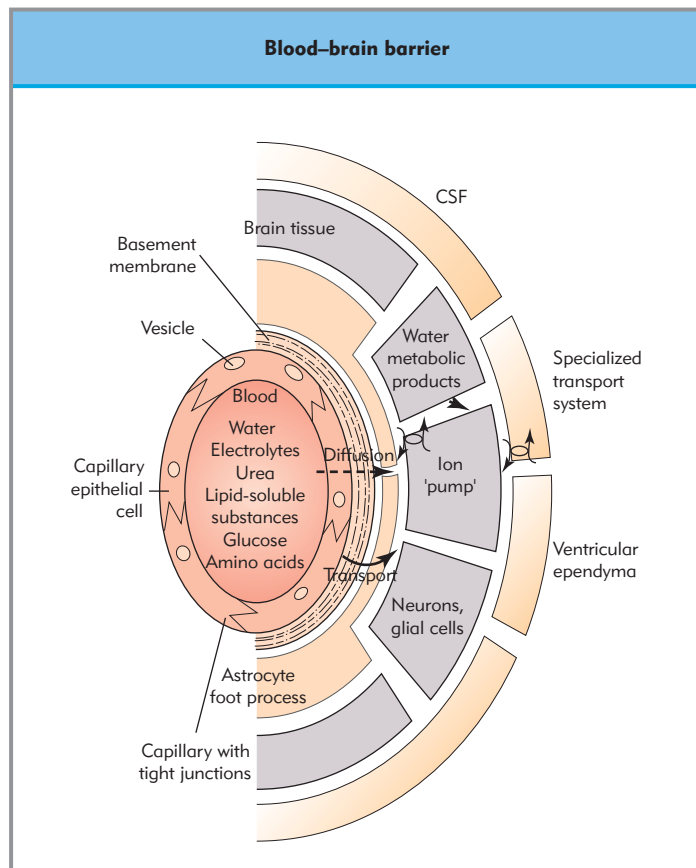 Blood–brain barrier
CSF
Brain tissue
Basement
membrane
Vesicle
Water
metabolic
products
Specialized
transport
system
Blood
Water
Electrolytes
Urea
Lipid-soluble
substances
Glucose
Amino acids
Diffusion
Capillary
epithelial
cell
Ion
'pump'
Transport
Ventricular
ependyma
Neurons,
glial cells
Astrocyte
foot process
Capillary with
tight junctions